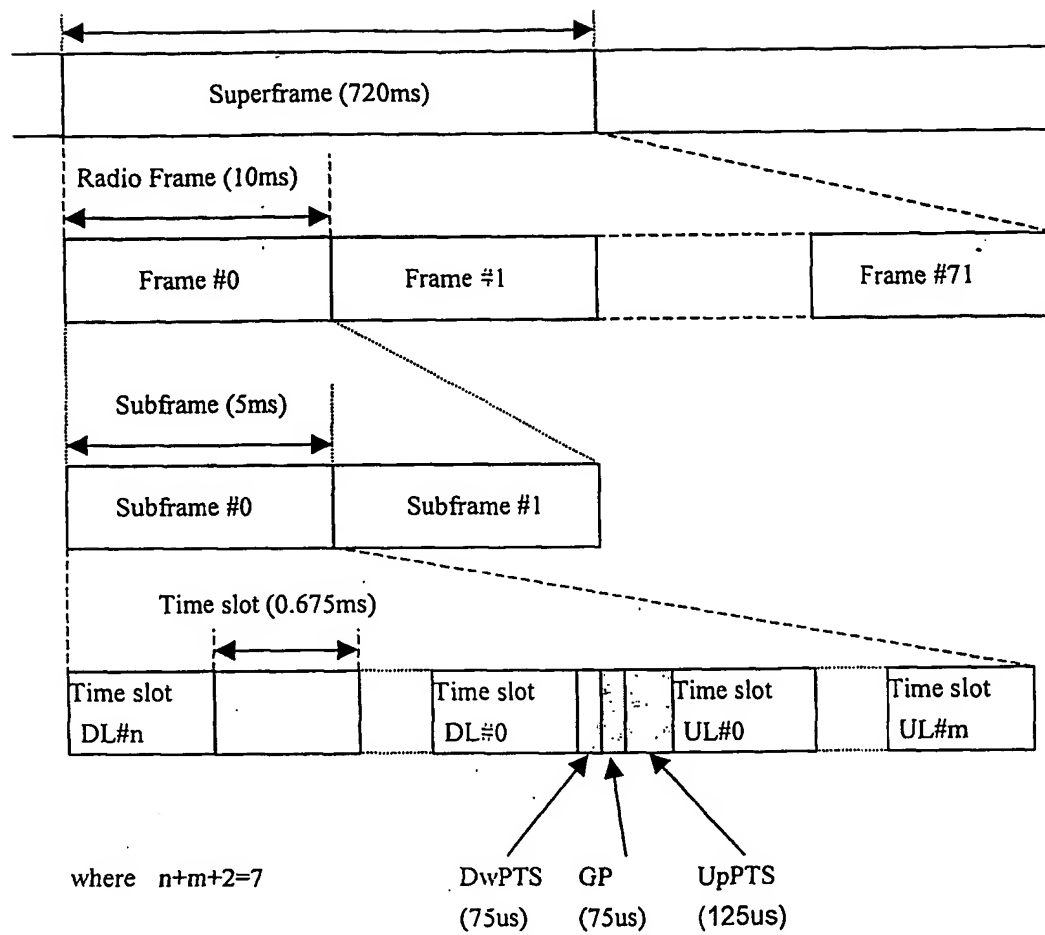 Superframe (720ms)
Radio Frame (10ms)
Frame #0
Frame #1
Frame #71
Subframe (5ms)
Subframe #0
Subframe #1
Time slot (0.675ms)
Time slot
DL#n
Time slot
DL#0
Time slot
UL#0
Time slot
UL#m
where n+m+2=7
DwPTS
(75us)
GP
(75us)
UpPTS
(125us)